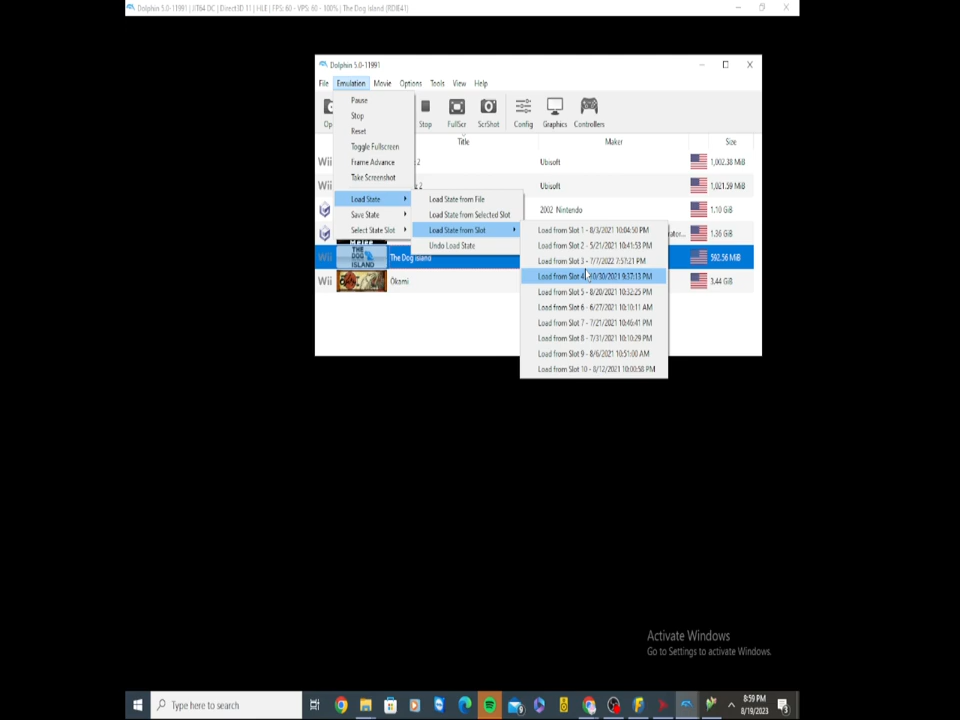 Dolphin 5.0-11991 | JIT64 DC | Direct3D 11 | HLE | FPS: 60 - VPS: 60 - 100% | The Dog Island (RDIE41)
Dolphin 5.0-11991
File Emulation Movie Options Tools View Help
Stop FullScr ScrShot Config Graphics Controllers
Title Maker Size
Pause
Stop
Reset
Toggle Fullscreen
Frame Advance
Take Screenshot
Load State
Save State
Select State Slot
Load State from File
Load State from Selected Slot
Load State from Slot
Undo Load State
Load from Slot 1 - 8/3/2021 10:04:50 PM
Load from Slot 2 - 5/21/2021 10:41:53 PM
Load from Slot 3 - 7/7/2022 7:57:21 PM
Load from Slot 9:37:13 PM
Load from Slot 5 - 8/20/2021 10:32:25 PM
Load from Slot 6 - 6/27/2021 10:10:11 AM
Load from Slot 7 - 7/21/2021 10:46:41 PM
Load from Slot 8 - 7/31/2021 10:10:29 PM
Load from Slot 9 - 8/6/2021 10:51:00 AM
Load from Slot 10 - 8/12/2021 10:00:58 PM
Wii 2 Ubisoft 1,002.38 MiB
Wii 2 Ubisoft 1,021.59 MiB
2002 Nintendo 1.10 GiB
1.36 GiB
Wii THE DOG ISLAND The Dog Island 592.56 MiB
Wii Okami 3.44 GiB
Activate Windows
Go to Settings to activate Windows.
Type here to search
8:59 PM
8/19/2023